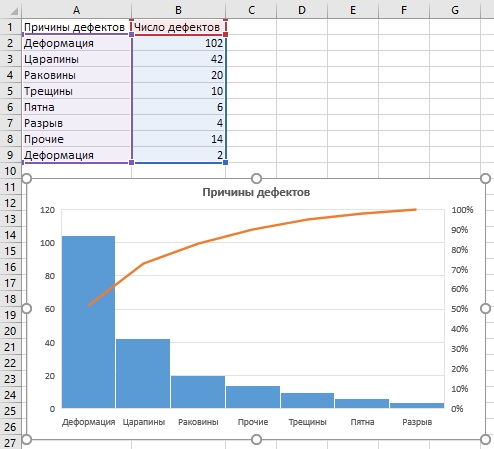 A B C D E F G
1 Причины дефектов Число дефектов
2 Деформация 102
3 Царапины 42
4 Раковины 20
5 Трещины 10
6 Пятна 6
7 Разрыв 4
8 Прочие 14
9 Деформация 2
10
11
12
13
14
15
16
17
18
19
20
21
22
23
24
25
26
27
Причины дефектов
120 100%
100 90%
80 80%
60 70%
40 60%
20 50%
0 40%
30%
20%
10%
0%
Деформация Царапины Раковины Прочие Трещины Пятна Разрыв